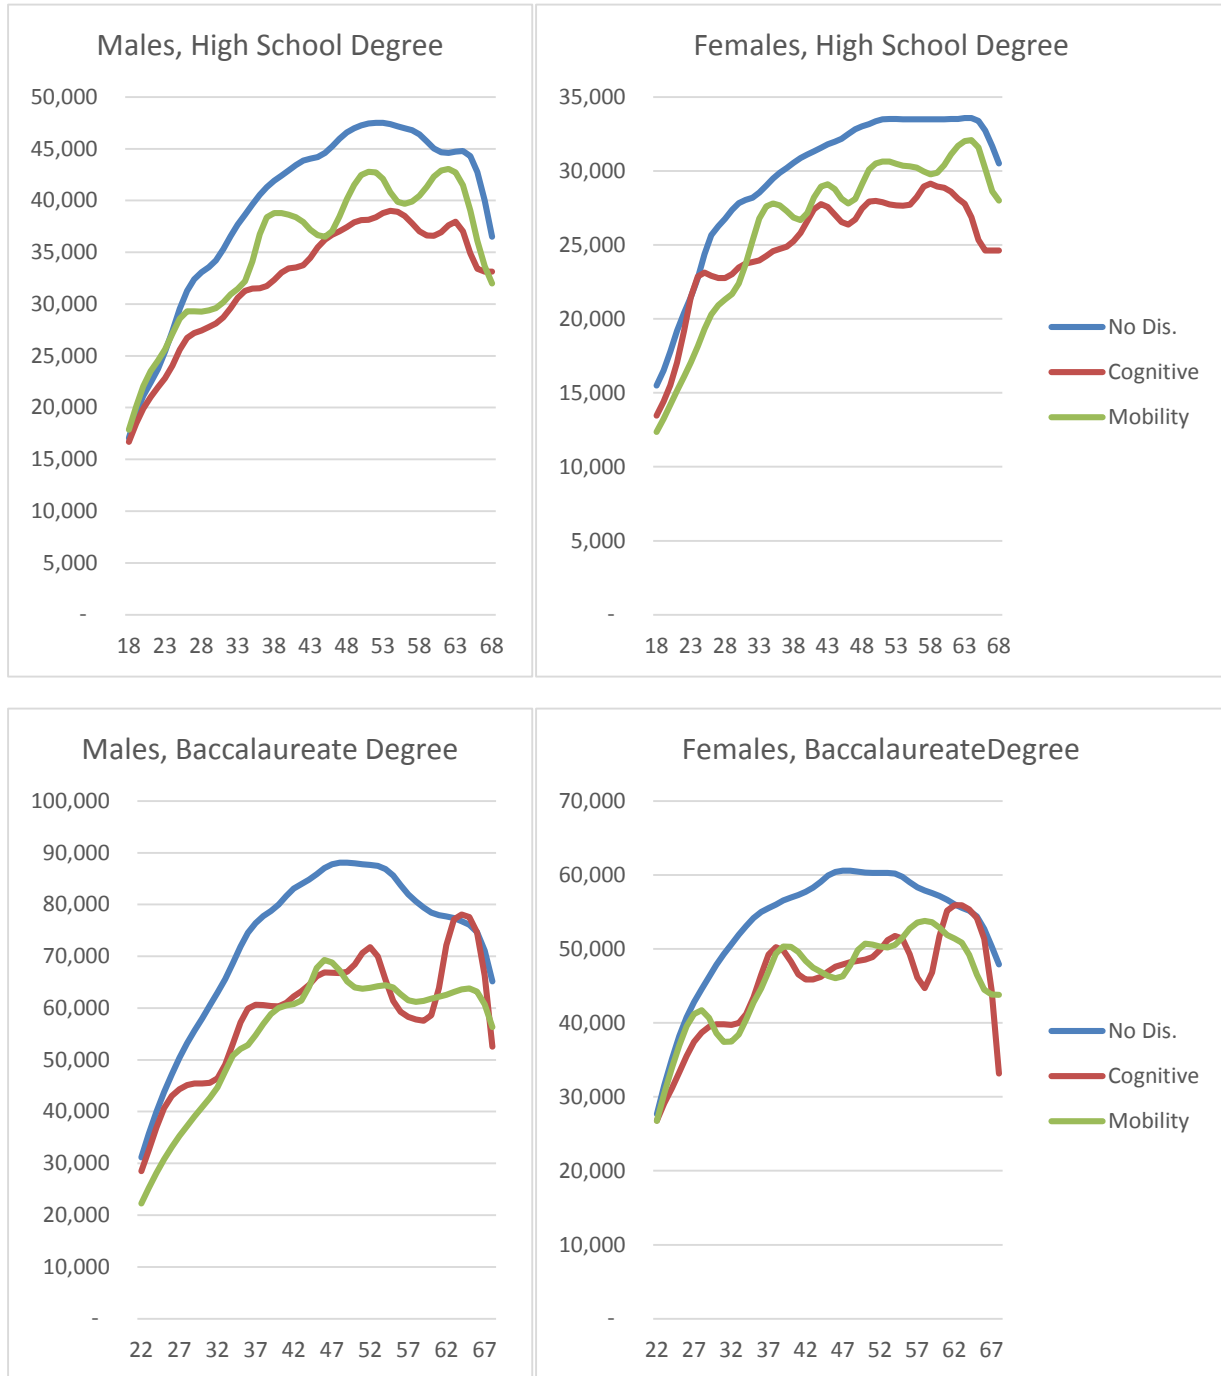 Males, High School Degree
50,000
45,000
40,000
35,000
30,000
25,000
20,000
15,000
10,000
5,000
-
18 23 28 33 38 43 48 53 58 63 68
Females, High School Degree
35,000
30,000
25,000
20,000
15,000
10,000
5,000
-
18 23 28 33 38 43 48 53 58 63 68
No Dis.
Cognitive
Mobility
Males, Baccalaureate Degree
100,000
90,000
80,000
70,000
60,000
50,000
40,000
30,000
20,000
10,000
-
22 27 32 37 42 47 52 57 62 67
Females, BaccalaureateDegree
70,000
60,000
50,000
40,000
30,000
20,000
10,000
-
22 27 32 37 42 47 52 57 62 67
No Dis.
Cognitive
Mobility